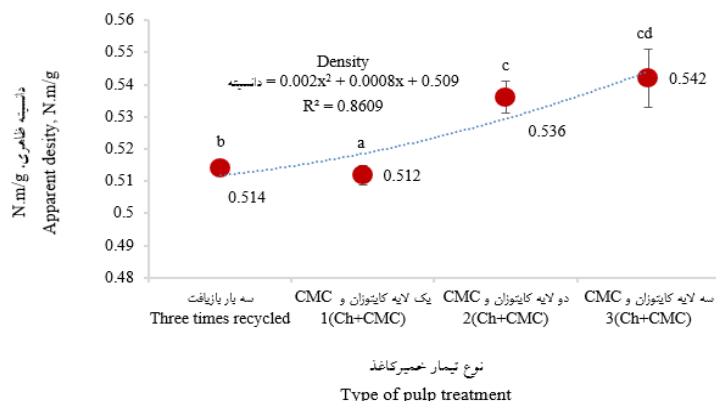 0.56
0.55
0.54
0.53
0.52
0.51
0.5
0.49
0.48
دانسیته ظاهری، N.m/g
Apparent desity, N.m/g
Density
دانسیته = 0.002x² + 0.0008x + 0.509
R² = 0.8609
b
a
c
cd
0.514
0.512
0.536
0.542
سه بار بازیافت
Three times recycled
یک لایه کایتوزان و CMC
1(Ch+CMC)
دو لایه کایتوزان و CMC
2(Ch+CMC)
سه لایه کایتوزان و CMC
3(Ch+CMC)
نوع تیمار خمیرکاغذ
Type of pulp treatment